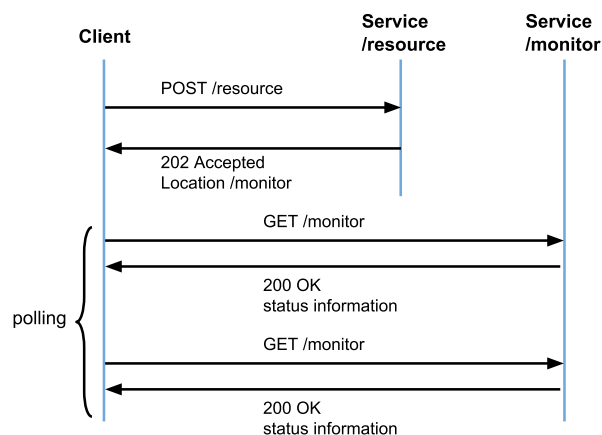 Client
Service
/resource
Service
/monitor
POST /resource
202 Accepted
Location /monitor
GET /monitor
200 OK
status information
polling
GET /monitor
200 OK
status information